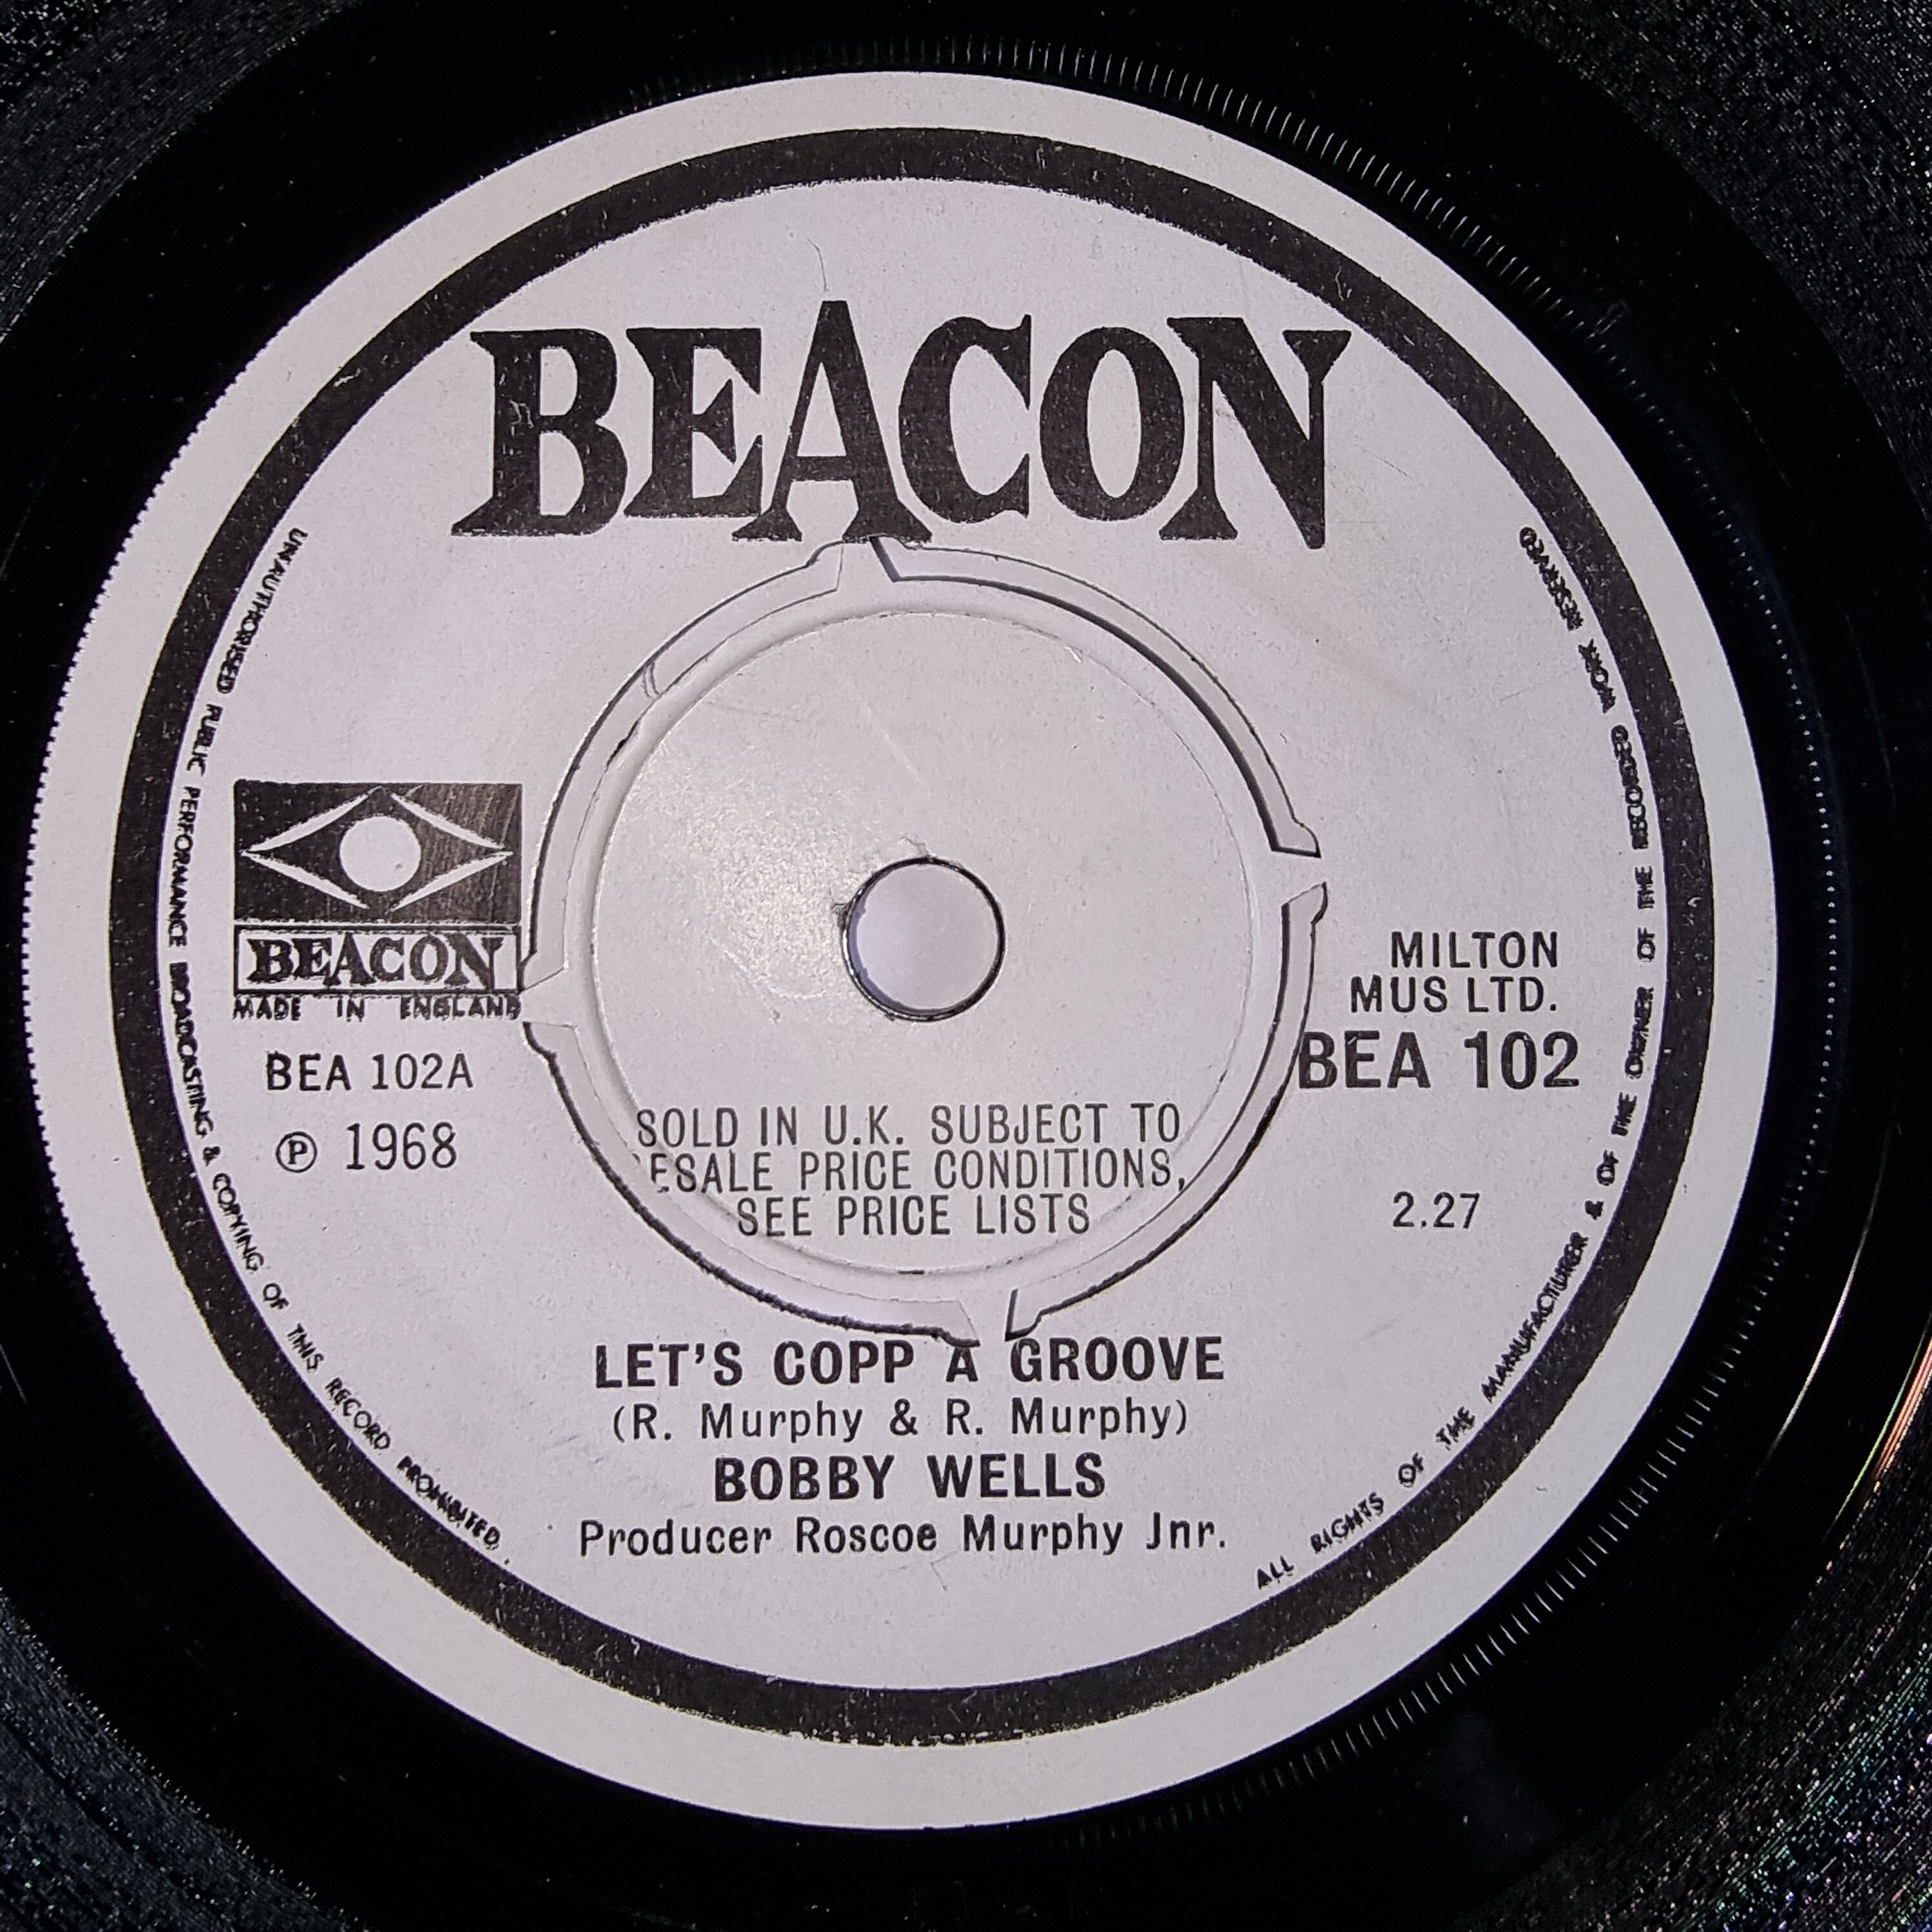 BEACON
UNAUTHORISED PUBLIC PERFORMANCE BROADCASTING & COPYING OF THIS RECORD PROHIBITED.
ALL RIGHTS OF THE MANUFACTURER & OF THE OWNER OF THE RECORDED WORK RESERVED
BEACON
MADE IN ENGLAND
BEA 102A
Ⓟ 1968
MILTON
MUS LTD.
BEA 102
2.27
SOLD IN U.K. SUBJECT TO
ESALE PRICE CONDITIONS,
SEE PRICE LISTS
LET'S COPP A GROOVE
(R. Murphy & R. Murphy)
BOBBY WELLS
Producer Roscoe Murphy Jnr.